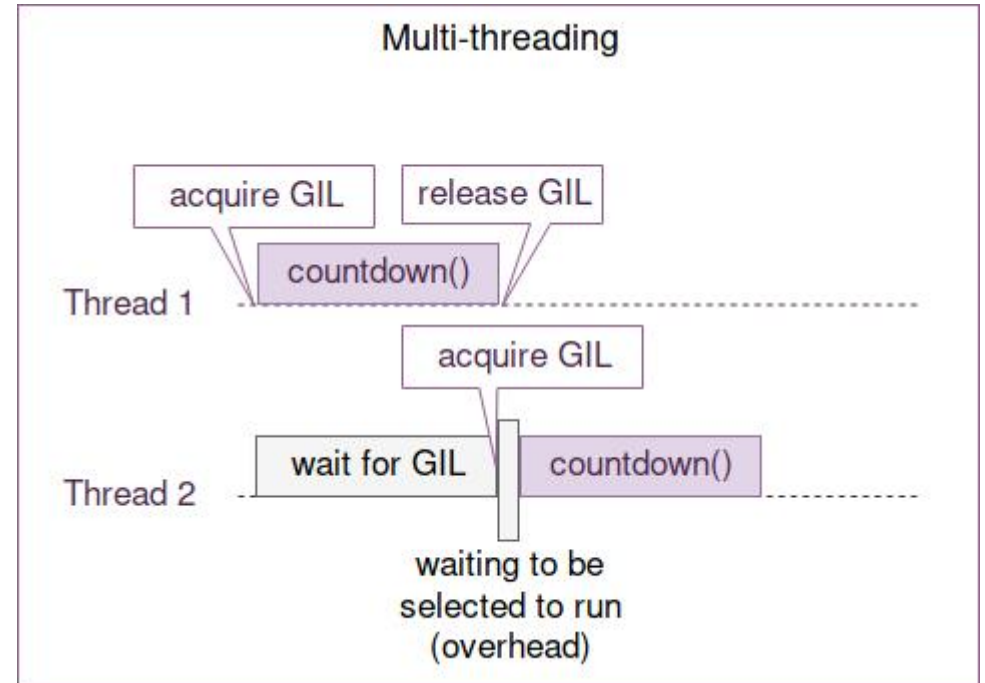 Multi-threading
acquire GIL
release GIL
countdown()
Thread 1
acquire GIL
wait for GIL
countdown()
Thread 2
waiting to be
selected to run
(overhead)